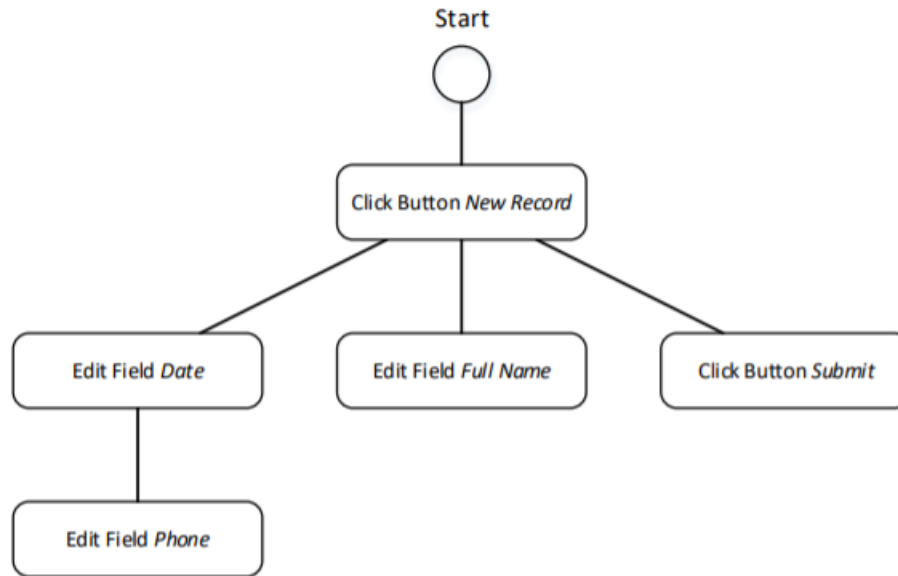 Start
Click Button New Record
Edit Field Date
Edit Field Full Name
Click Button Submit
Edit Field Phone